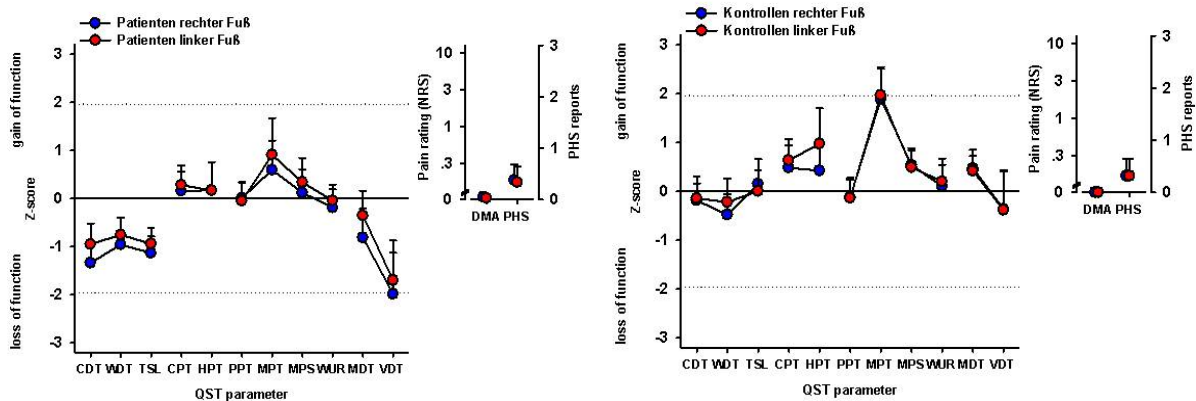 Patienten rechter Fuß
Patienten linker Fuß
gain of function
Z-score
loss of function
3
2
1
0
-1
-2
-3
CDT WDT TSL CPT HPT PPT MPT MPS WUR MDT VDT
QST parameter
Pain rating (NRS)
10
3
1
.3
0
PHS reports
3
2
1
0
DMA PHS
Kontrollen rechter Fuß
Kontrollen linker Fuß
gain of function
Z-score
loss of function
3
2
1
0
-1
-2
-3
CDT WDT TSL CPT HPT PPT MPT MPS WUR MDT VDT
QST parameter
Pain rating (NRS)
10
3
1
.3
0
PHS reports
3
2
1
0
DMA PHS